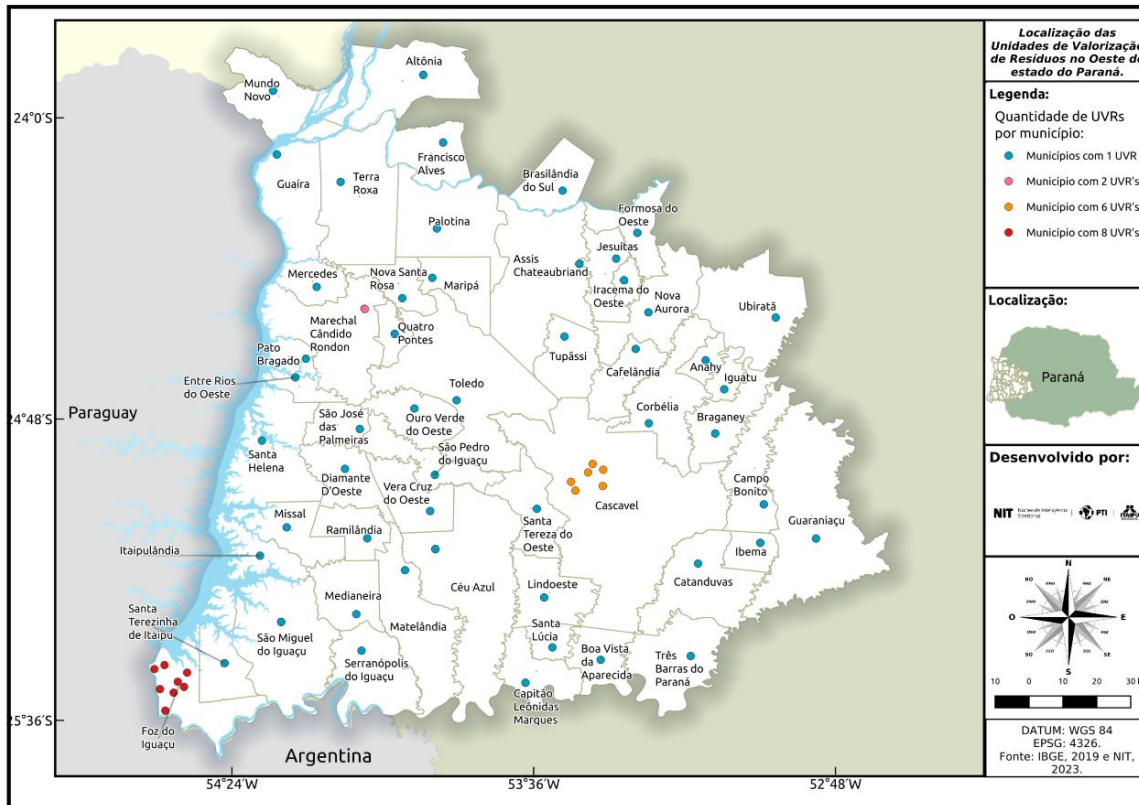 Localização das
Unidades de Valorização
de Resíduos no Oeste do
estado do Paraná.
Legenda:
Quantidade de UVRs
por município:
Municípios com 1 UVR
Município com 2 UVR's
Município com 6 UVR's
Município com 8 UVR's
Localização:
Paraná
Desenvolvido por:
NIT
PTI
ITAIPU
N
NO
NE
O
E
SO
SE
S
10 0 10 20 30
DATUM: WGS 84
EPSG: 4326.
Fonte: IBGE, 2019 e NIT,
2023.
24°0'S
24°48'S
25°36'S
54°24'W
53°36'W
52°48'W
Paraguay
Argentina
Altônia
Mundo
Novo
Francisco
Alves
Guaíra
Terra
Roxa
Brasilândia
do Sul
Formosa do
Oeste
Palotina
Jesuítas
Assis
Chateaubriand
Iracema do
Oeste
Mercedes
Nova Santa
Rosa
Maripá
Nova
Aurora
Ubiratã
Marechal
Cândido
Rondon
Quatro
Pontes
Tupãssi
Pato
Bragado
Cafelândia
Anahy
Iguatu
Entre Rios
do Oeste
Toledo
São José
das
Palmeiras
Ouro Verde
do Oeste
Corbélia
Braganey
Santa
Helena
São Pedro
do Iguaçu
Diamante
D'Oeste
Vera Cruz
do Oeste
Campo
Bonito
Cascavel
Guaraniaçu
Missal
Ramilândia
Santa
Tereza do
Oeste
Itaipulândia
Ibema
Céu Azul
Catanduvas
Lindoeste
Santa
Terezinha
de Itaipu
Medianeira
Matelândia
São Miguel
do Iguaçu
Santa
Lúcia
Serranópolis
do Iguaçu
Boa Vista
da
Aparecida
Três
Barras do
Paraná
Capitão
Leônidas
Marques
Foz do
Iguaçu